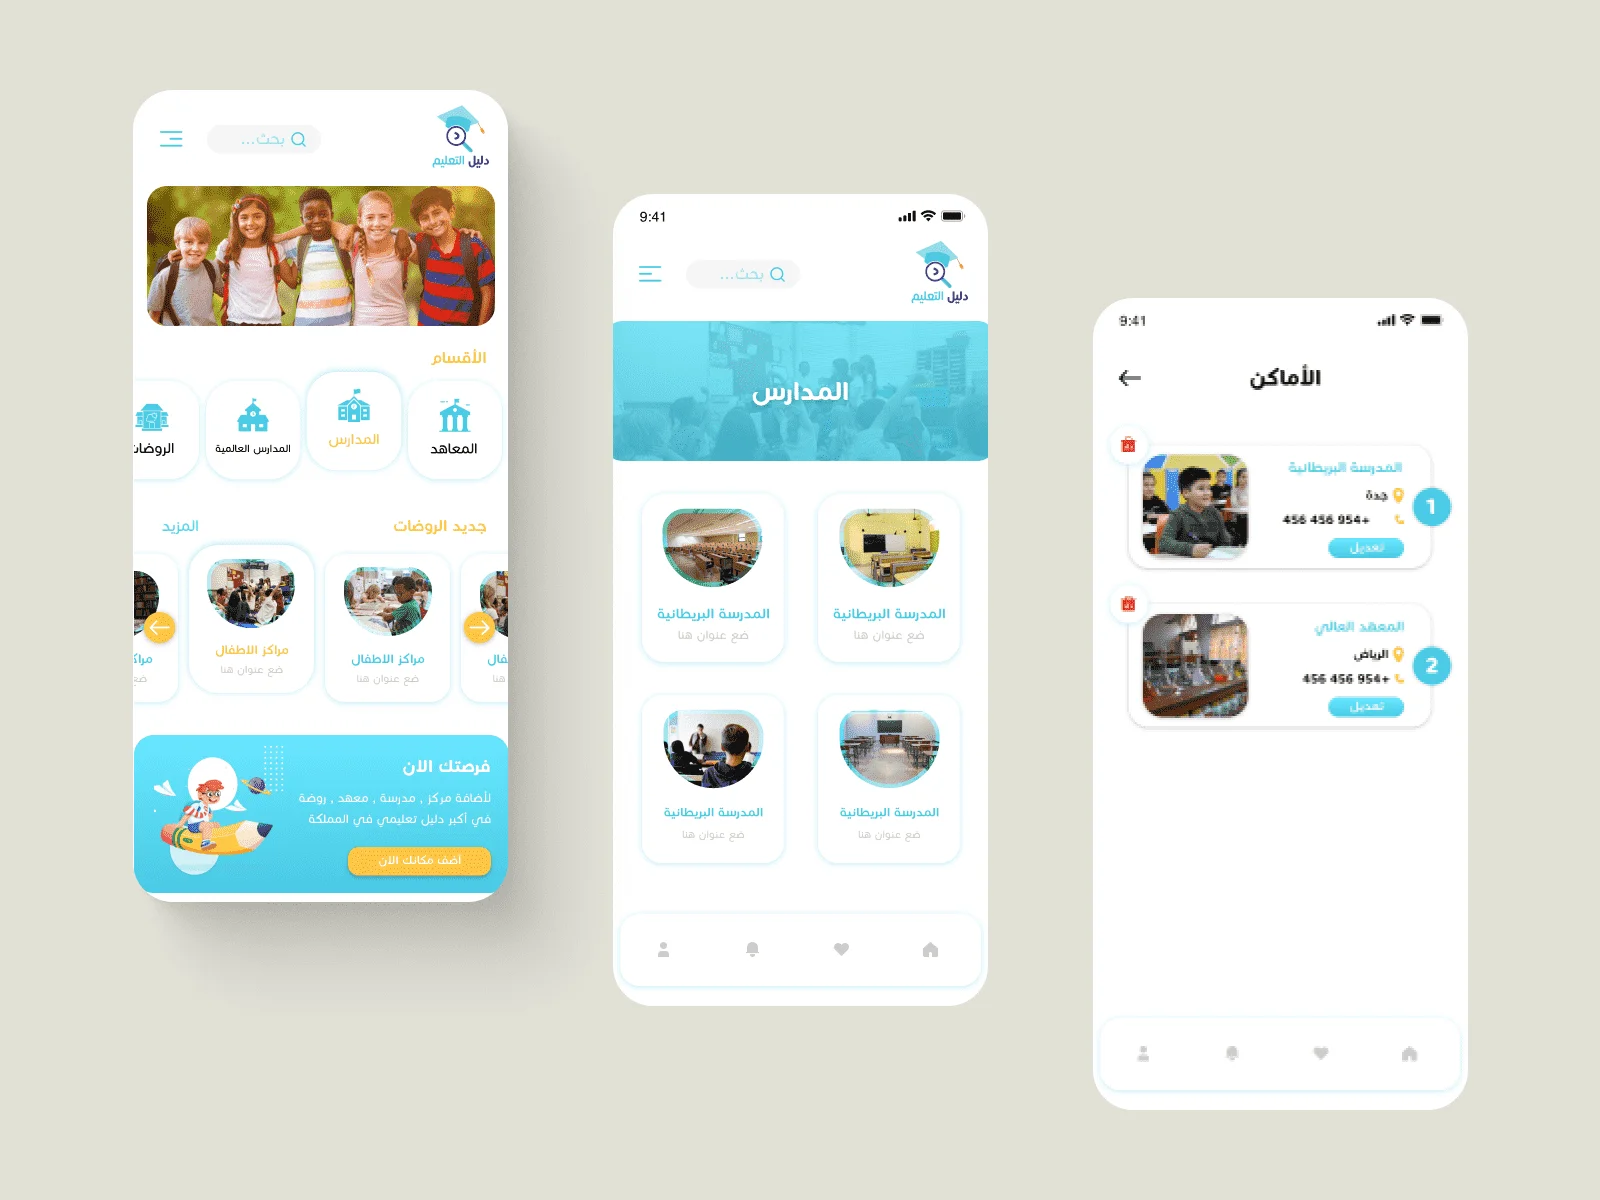 دليل التعليم
بحث...
الأقسام
المعاهد
المدارس
المدارس العالمية
الروضات
جديد الروضات
المزيد
مراكز الاطفال
ضع عنوان هنا
مراكز الاطفال
ضع عنوان هنا
فرصتك الان
لأضافة مركز , مدرسة , معهد , روضة
في أكبر دليل تعليمي في المملكة
أضف مكانك الآن
9:41
دليل التعليم
بحث...
المدارس
المدرسة البريطانية
ضع عنوان هنا
المدرسة البريطانية
ضع عنوان هنا
المدرسة البريطانية
ضع عنوان هنا
المدرسة البريطانية
ضع عنوان هنا
9:41
الأماكن
المدرسة البريطانية
جدة
456 456 954+
تعديل
1
المعهد العالي
الرياض
456 456 954+
تعديل
2